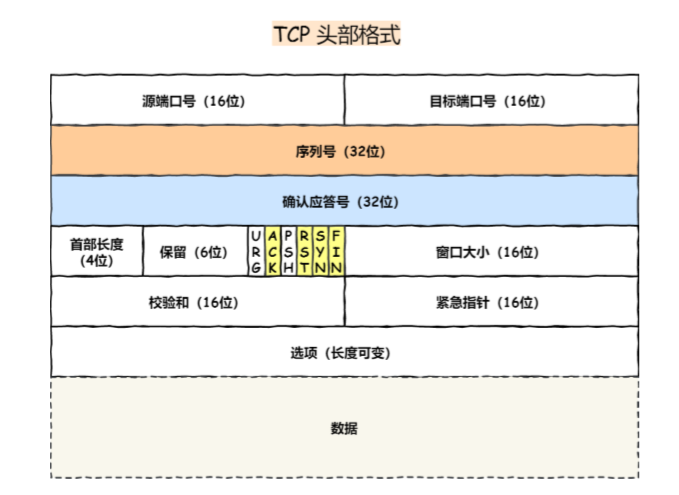 TCP 头部格式
源端口号（16位） 目标端口号（16位）
序列号（32位）
确认应答号（32位）
首部长度
（4位）
保留（6位）
URG
ACK
PSH
RST
SYN
FIN
窗口大小（16位）
校验和（16位） 紧急指针（16位）
选项（长度可变）
数据